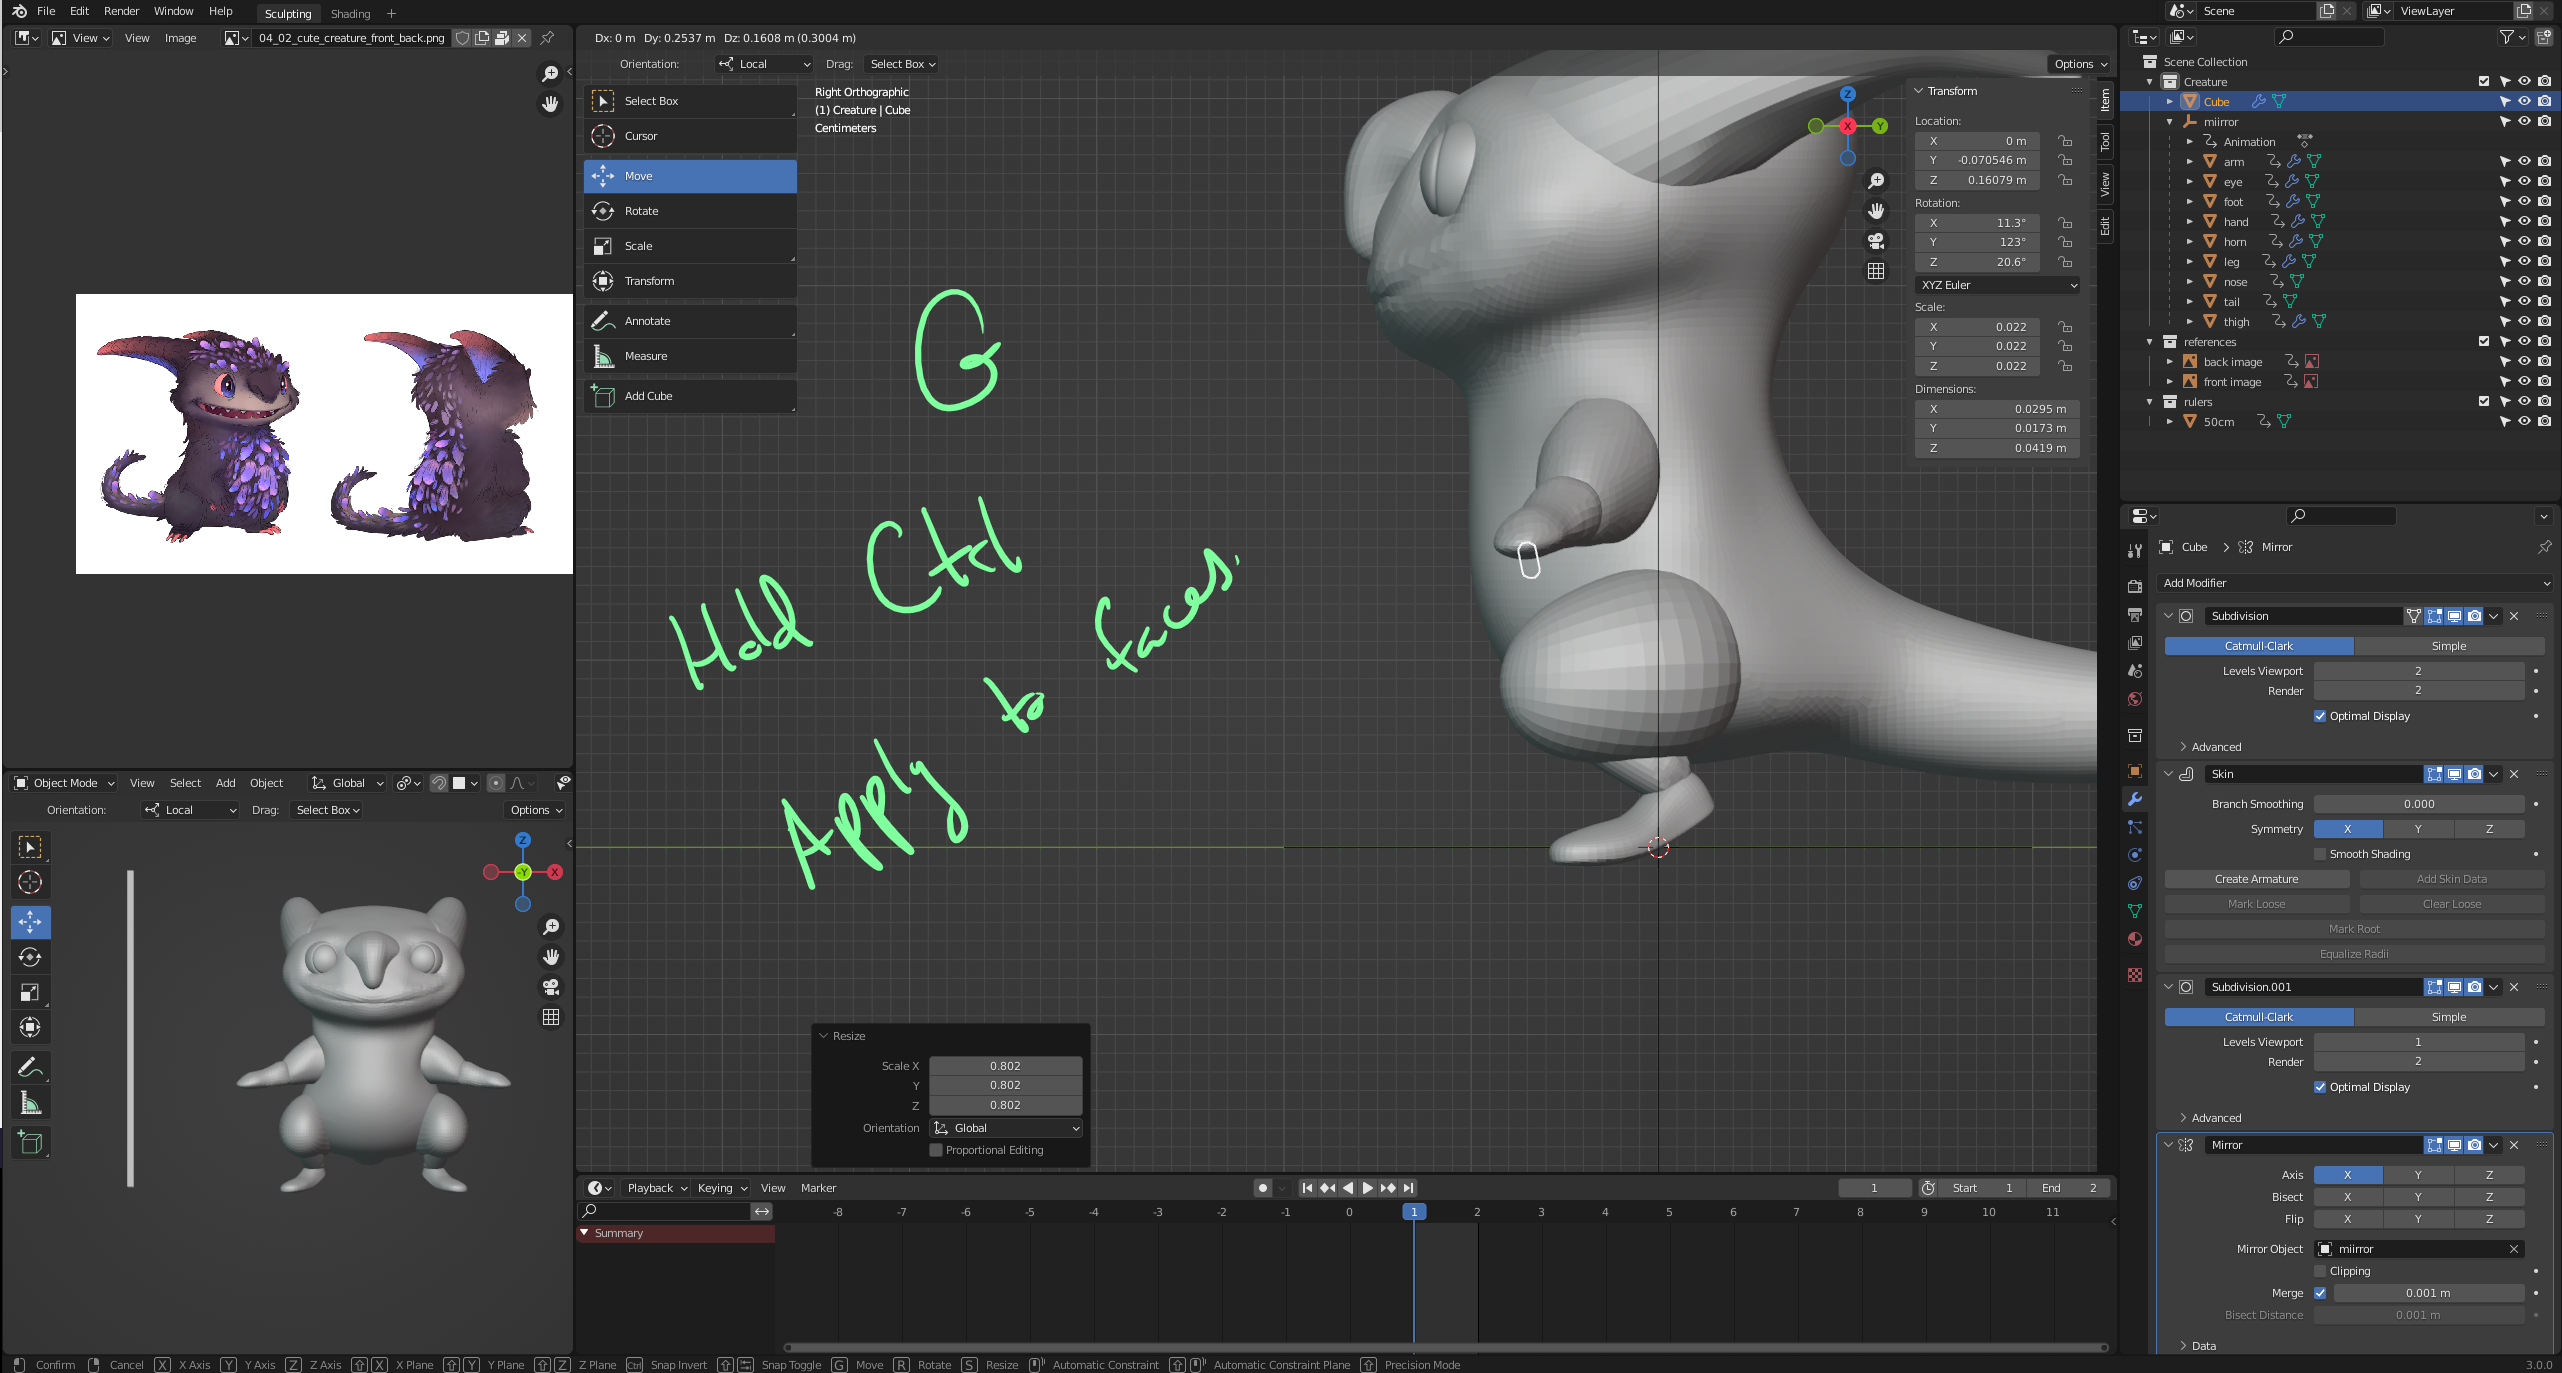 File Edit Render Window Help Sculpting Shading +
Scene ViewLayer
View View Image 04_02_cute_creature_front_back.png
Dx: 0 m Dy: 0.2537 m Dz: 0.1608 m (0.3004 m)
Orientation: Local Drag: Select Box Options
Select Box
Cursor
Move
Rotate
Scale
Transform
Annotate
Measure
Add Cube
Right Orthographic
(1) Creature | Cube
Centimeters
G
Hold Ctrl
Apply to faces.
Z
X
Y
Transform
Location:
X 0 m
Y -0.070546 m
Z 0.16079 m
Rotation:
X 11.3°
Y 123°
Z 20.6°
XYZ Euler
Scale:
X 0.022
Y 0.022
Z 0.022
Dimensions:
X 0.0295 m
Y 0.0173 m
Z 0.0419 m
Item
Tool
View
Edit
Resize
Scale X 0.802
Y 0.802
Z 0.802
Orientation Global
Proportional Editing
Object Mode View Select Add Object Global
Orientation: Local Drag: Select Box Options
Z
-Y
X
Playback Keying View Marker
1 Start 1 End 2
-8 -7 -6 -5 -4 -3 -2 -1 0 1 2 3 4 5 6 7 8 9 10 11
Summary
Scene Collection
Creature
Cube
miirror
Animation
arm
eye
foot
hand
horn
leg
nose
tail
thigh
references
back image
front image
rulers
50cm
Cube > Mirror
Add Modifier
Subdivision
Catmull-Clark Simple
Levels Viewport 2
Render 2
Optimal Display
Advanced
Skin
Branch Smoothing 0.000
Symmetry X Y Z
Smooth Shading
Create Armature Add Skin Data
Mark Loose Clear Loose
Mark Root
Equalize Radii
Subdivision.001
Catmull-Clark Simple
Levels Viewport 1
Render 2
Optimal Display
Advanced
Mirror
Axis X Y Z
Bisect X Y Z
Flip X Y Z
Mirror Object miirror
Clipping
Merge 0.001 m
Bisect Distance 0.001 m
Data
Confirm Cancel X X Axis Y Y Axis Z Z Axis X X Plane Y Y Plane Z Z Plane Ctrl Snap Invert Snap Toggle G Move R Rotate S Resize Automatic Constraint Automatic Constraint Plane Precision Mode 3.0.0